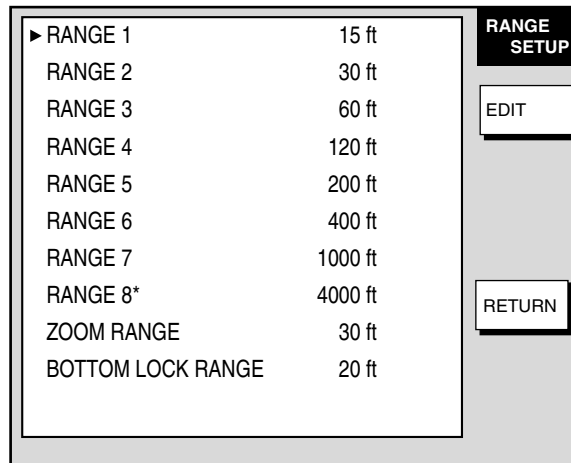 ▶ RANGE 1 15 ft
RANGE 2 30 ft
RANGE 3 60 ft
RANGE 4 120 ft
RANGE 5 200 ft
RANGE 6 400 ft
RANGE 7 1000 ft
RANGE 8* 4000 ft
ZOOM RANGE 30 ft
BOTTOM LOCK RANGE 20 ft
RANGE
SETUP
EDIT
RETURN